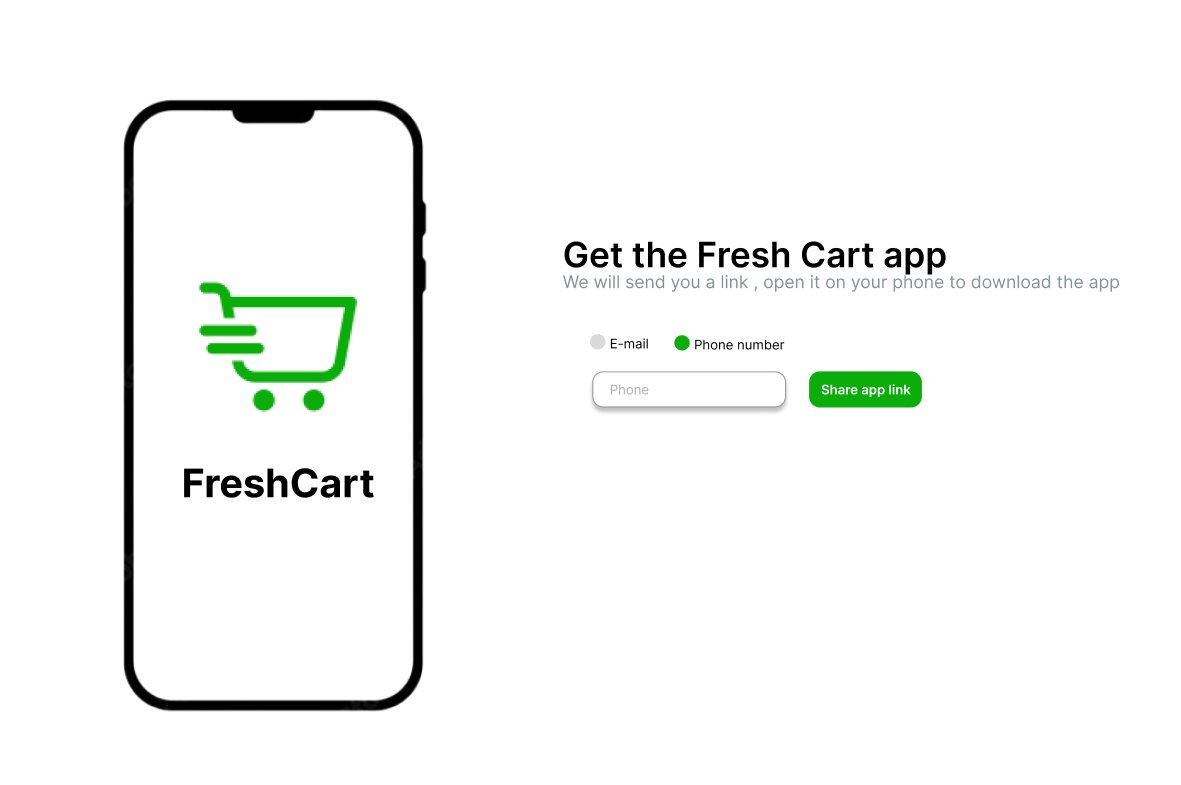 FreshCart
Get the Fresh Cart app
We will send you a link , open it on your phone to download the app
E-mail
Phone number
Phone
Share app link